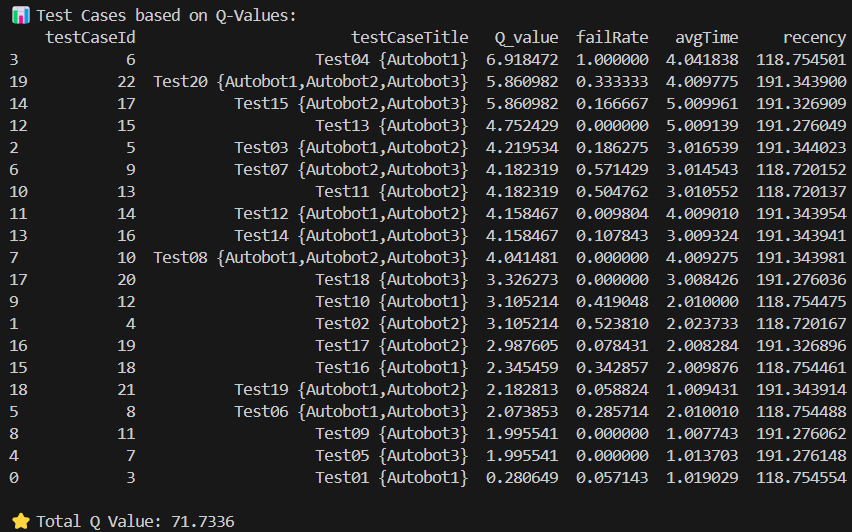 📊 Test Cases based on Q-Values:
testCaseId testCaseTitle Q_value failRate avgTime recency
3 6 Test04 {Autobot1} 6.918472 1.000000 4.041838 118.754501
19 22 Test20 {Autobot1,Autobot2,Autobot3} 5.860982 0.333333 4.009775 191.343900
14 17 Test15 {Autobot2,Autobot3} 5.860982 0.166667 5.009961 191.326909
12 15 Test13 {Autobot3} 4.752429 0.000000 5.009139 191.276049
2 5 Test03 {Autobot1,Autobot2} 4.219534 0.186275 3.016539 191.344023
6 9 Test07 {Autobot2,Autobot3} 4.182319 0.571429 3.014543 118.720152
10 13 Test11 {Autobot2} 4.182319 0.504762 3.010552 118.720137
11 14 Test12 {Autobot1,Autobot2} 4.158467 0.009804 4.009010 191.343954
13 16 Test14 {Autobot1,Autobot3} 4.158467 0.107843 3.009324 191.343941
7 10 Test08 {Autobot1,Autobot2,Autobot3} 4.041481 0.000000 4.009275 191.343981
17 20 Test18 {Autobot3} 3.326273 0.000000 3.008426 191.276036
9 12 Test10 {Autobot1} 3.105214 0.419048 2.010000 118.754475
1 4 Test02 {Autobot2} 3.105214 0.523810 2.023733 118.720167
16 19 Test17 {Autobot2} 2.987605 0.078431 2.008284 191.326896
15 18 Test16 {Autobot1} 2.345459 0.342857 2.009876 118.754461
18 21 Test19 {Autobot1,Autobot2} 2.182813 0.058824 1.009431 191.343914
5 8 Test06 {Autobot1,Autobot3} 2.073853 0.285714 2.010010 118.754488
8 11 Test09 {Autobot3} 1.995541 0.000000 1.007743 191.276062
4 7 Test05 {Autobot3} 1.995541 0.000000 1.013703 191.276148
0 3 Test01 {Autobot1} 0.280649 0.057143 1.019029 118.754554
⭐ Total Q Value: 71.7336